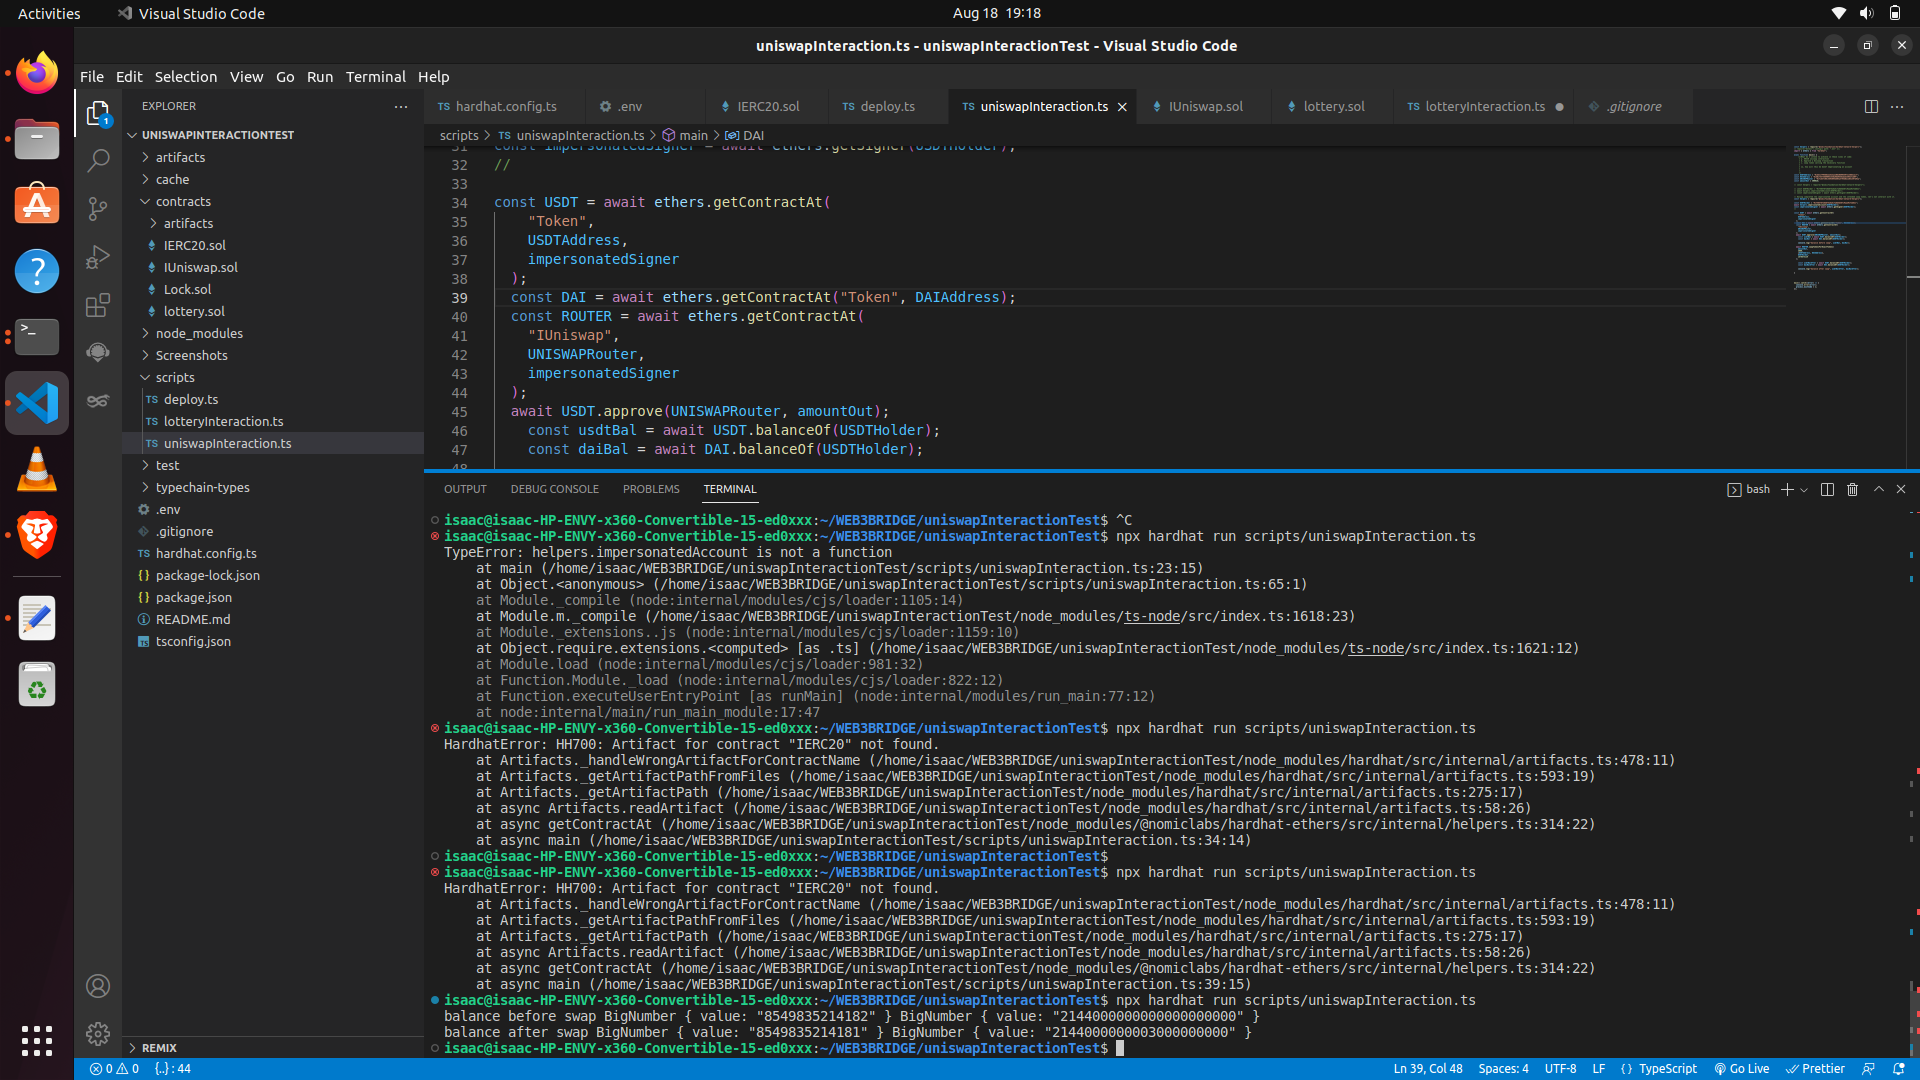 Activities
Visual Studio Code
Aug 18 19:18
uniswapInteraction.ts - uniswapInteractionTest - Visual Studio Code
File Edit Selection View Go Run Terminal Help
EXPLORER
UNISWAPINTERACTIONTEST
artifacts
cache
contracts
artifacts
IERC20.sol
IUniswap.sol
Lock.sol
lottery.sol
node_modules
Screenshots
scripts
TS deploy.ts
TS lotteryInteraction.ts
TS uniswapInteraction.ts
test
typechain-types
.env
.gitignore
TS hardhat.config.ts
{} package-lock.json
{} package.json
README.md
tsconfig.json
REMIX
1
TS hardhat.config.ts
.env
IERC20.sol
TS deploy.ts
TS uniswapInteraction.ts
IUniswap.sol
lottery.sol
TS lotteryInteraction.ts
.gitignore
scripts > TS uniswapInteraction.ts > main > DAI
31 const impersonatedSigner = await ethers.getSigner(USDTHolder);
32 //
33
34 const USDT = await ethers.getContractAt(
35 "Token",
36 USDTAddress,
37 impersonatedSigner
38 );
39 const DAI = await ethers.getContractAt("Token", DAIAddress);
40 const ROUTER = await ethers.getContractAt(
41 "IUniswap",
42 UNISWAPRouter,
43 impersonatedSigner
44 );
45 await USDT.approve(UNISWAPRouter, amountOut);
46 const usdtBal = await USDT.balanceOf(USDTHolder);
47 const daiBal = await DAI.balanceOf(USDTHolder);
48
OUTPUT DEBUG CONSOLE PROBLEMS TERMINAL
bash
isaac@isaac-HP-ENVY-x360-Convertible-15-ed0xxx:~/WEB3BRIDGE/uniswapInteractionTest$ ^C
isaac@isaac-HP-ENVY-x360-Convertible-15-ed0xxx:~/WEB3BRIDGE/uniswapInteractionTest$ npx hardhat run scripts/uniswapInteraction.ts
TypeError: helpers.impersonatedAccount is not a function
at main (/home/isaac/WEB3BRIDGE/uniswapInteractionTest/scripts/uniswapInteraction.ts:23:15)
at Object.<anonymous> (/home/isaac/WEB3BRIDGE/uniswapInteractionTest/scripts/uniswapInteraction.ts:65:1)
at Module._compile (node:internal/modules/cjs/loader:1105:14)
at Module.m._compile (/home/isaac/WEB3BRIDGE/uniswapInteractionTest/node_modules/ts-node/src/index.ts:1618:23)
at Module._extensions..js (node:internal/modules/cjs/loader:1159:10)
at Object.require.extensions.<computed> [as .ts] (/home/isaac/WEB3BRIDGE/uniswapInteractionTest/node_modules/ts-node/src/index.ts:1621:12)
at Module.load (node:internal/modules/cjs/loader:981:32)
at Function.Module._load (node:internal/modules/cjs/loader:822:12)
at Function.executeUserEntryPoint [as runMain] (node:internal/modules/run_main:77:12)
at node:internal/main/run_main_module:17:47
isaac@isaac-HP-ENVY-x360-Convertible-15-ed0xxx:~/WEB3BRIDGE/uniswapInteractionTest$ npx hardhat run scripts/uniswapInteraction.ts
HardhatError: HH700: Artifact for contract "IERC20" not found.
at Artifacts._handleWrongArtifactForContractName (/home/isaac/WEB3BRIDGE/uniswapInteractionTest/node_modules/hardhat/src/internal/artifacts.ts:478:11)
at Artifacts._getArtifactPathFromFiles (/home/isaac/WEB3BRIDGE/uniswapInteractionTest/node_modules/hardhat/src/internal/artifacts.ts:593:19)
at Artifacts._getArtifactPath (/home/isaac/WEB3BRIDGE/uniswapInteractionTest/node_modules/hardhat/src/internal/artifacts.ts:275:17)
at async Artifacts.readArtifact (/home/isaac/WEB3BRIDGE/uniswapInteractionTest/node_modules/hardhat/src/internal/artifacts.ts:58:26)
at async getContractAt (/home/isaac/WEB3BRIDGE/uniswapInteractionTest/node_modules/@nomiclabs/hardhat-ethers/src/internal/helpers.ts:314:22)
at async main (/home/isaac/WEB3BRIDGE/uniswapInteractionTest/scripts/uniswapInteraction.ts:34:14)
isaac@isaac-HP-ENVY-x360-Convertible-15-ed0xxx:~/WEB3BRIDGE/uniswapInteractionTest$
isaac@isaac-HP-ENVY-x360-Convertible-15-ed0xxx:~/WEB3BRIDGE/uniswapInteractionTest$ npx hardhat run scripts/uniswapInteraction.ts
HardhatError: HH700: Artifact for contract "IERC20" not found.
at Artifacts._handleWrongArtifactForContractName (/home/isaac/WEB3BRIDGE/uniswapInteractionTest/node_modules/hardhat/src/internal/artifacts.ts:478:11)
at Artifacts._getArtifactPathFromFiles (/home/isaac/WEB3BRIDGE/uniswapInteractionTest/node_modules/hardhat/src/internal/artifacts.ts:593:19)
at Artifacts._getArtifactPath (/home/isaac/WEB3BRIDGE/uniswapInteractionTest/node_modules/hardhat/src/internal/artifacts.ts:275:17)
at async Artifacts.readArtifact (/home/isaac/WEB3BRIDGE/uniswapInteractionTest/node_modules/hardhat/src/internal/artifacts.ts:58:26)
at async getContractAt (/home/isaac/WEB3BRIDGE/uniswapInteractionTest/node_modules/@nomiclabs/hardhat-ethers/src/internal/helpers.ts:314:22)
at async main (/home/isaac/WEB3BRIDGE/uniswapInteractionTest/scripts/uniswapInteraction.ts:39:15)
isaac@isaac-HP-ENVY-x360-Convertible-15-ed0xxx:~/WEB3BRIDGE/uniswapInteractionTest$ npx hardhat run scripts/uniswapInteraction.ts
balance before swap BigNumber { value: "8549835214182" } BigNumber { value: "2144000000000000000000" }
balance after swap BigNumber { value: "8549835214181" } BigNumber { value: "2144000000003000000000" }
isaac@isaac-HP-ENVY-x360-Convertible-15-ed0xxx:~/WEB3BRIDGE/uniswapInteractionTest$
0 0 {..} : 44
Ln 39, Col 48 Spaces: 4 UTF-8 LF {} TypeScript Go Live Prettier